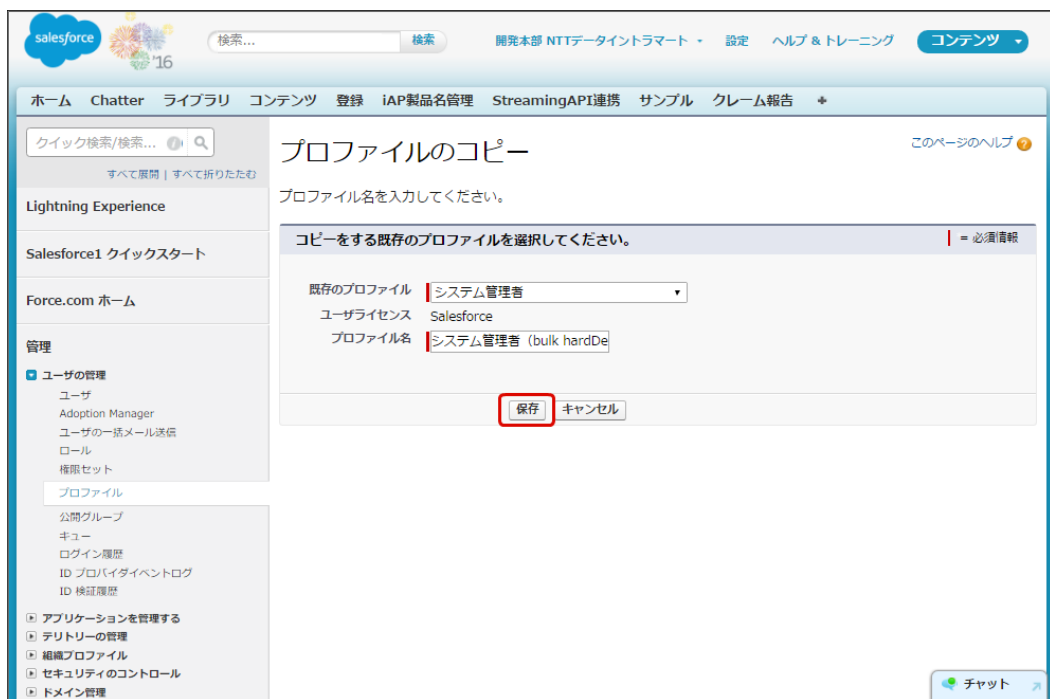 salesforce
'16
検索...
検索
開発本部 NTTデータイントラマート
設定
ヘルプ & トレーニング
コンテンツ
ホーム Chatter ライブラリ コンテンツ 登録 iAP製品名管理 StreamingAPI連携 サンプル クレーム報告 +
クイック検索/検索...
すべて展開 | すべて折りたたむ
Lightning Experience
Salesforce1 クイックスタート
Force.com ホーム
管理
ユーザの管理
ユーザ
Adoption Manager
ユーザの一括メール送信
ロール
権限セット
プロファイル
公開グループ
キュー
ログイン履歴
ID プロバイダイベントログ
ID 検証履歴
アプリケーションを管理する
テリトリーの管理
組織プロファイル
セキュリティのコントロール
ドメイン管理
プロファイルのコピー
このページのヘルプ ?
プロファイル名を入力してください。
コピーをする既存のプロファイルを選択してください。
= 必須情報
既存のプロファイル システム管理者
ユーザライセンス Salesforce
プロファイル名 システム管理者（bulk hardDe
保存 キャンセル
チャット